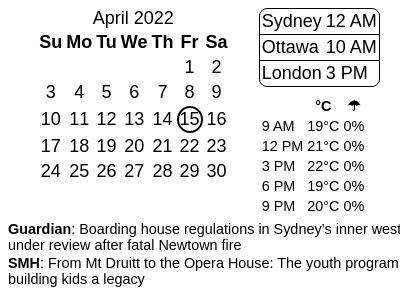 April 2022
Su Mo Tu We Th Fr Sa
1 2
3 4 5 6 7 8 9
10 11 12 13 14 15 16
17 18 19 20 21 22 23
24 25 26 27 28 29 30
Sydney 12 AM
Ottawa 10 AM
London 3 PM
°C ☂
9 AM 19°C 0%
12 PM 21°C 0%
3 PM 22°C 0%
6 PM 19°C 0%
9 PM 20°C 0%
Guardian: Boarding house regulations in Sydney’s inner west
under review after fatal Newtown fire
SMH: From Mt Druitt to the Opera House: The youth program
building kids a legacy